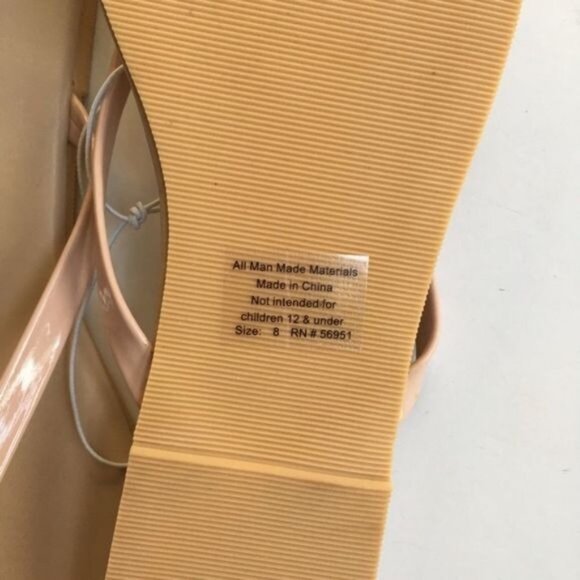 All Man Made Materials
Made in China
Not intended for
children 12 & under
Size: 8 RN # 56951